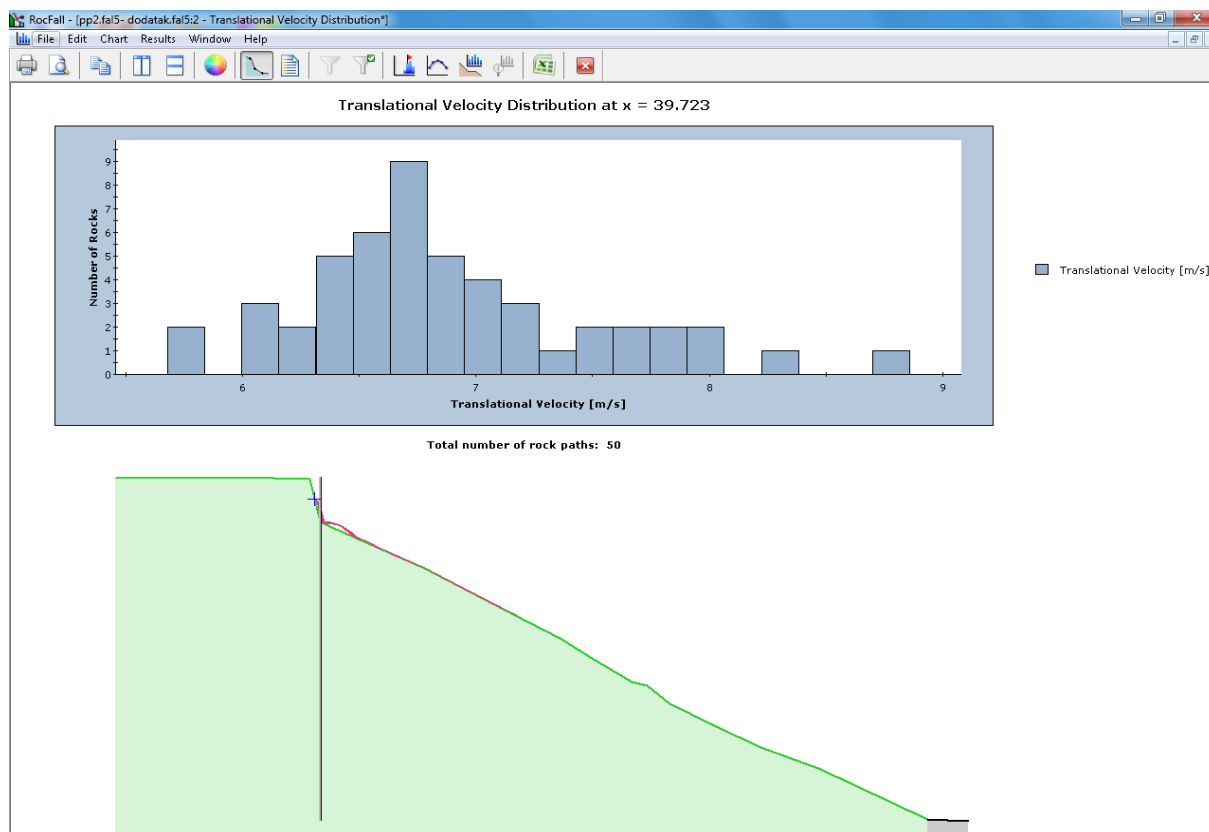 RocFall - [pp2.fal5- dodatak.fal5:2 - Translational Velocity Distribution*]
File Edit Chart Results Window Help
Translational Velocity Distribution at x = 39.723
9
8
7
6
5
4
3
2
1
0
Number of Rocks
6 7 8 9
Translational Velocity [m/s]
Translational Velocity [m/s]
Total number of rock paths: 50